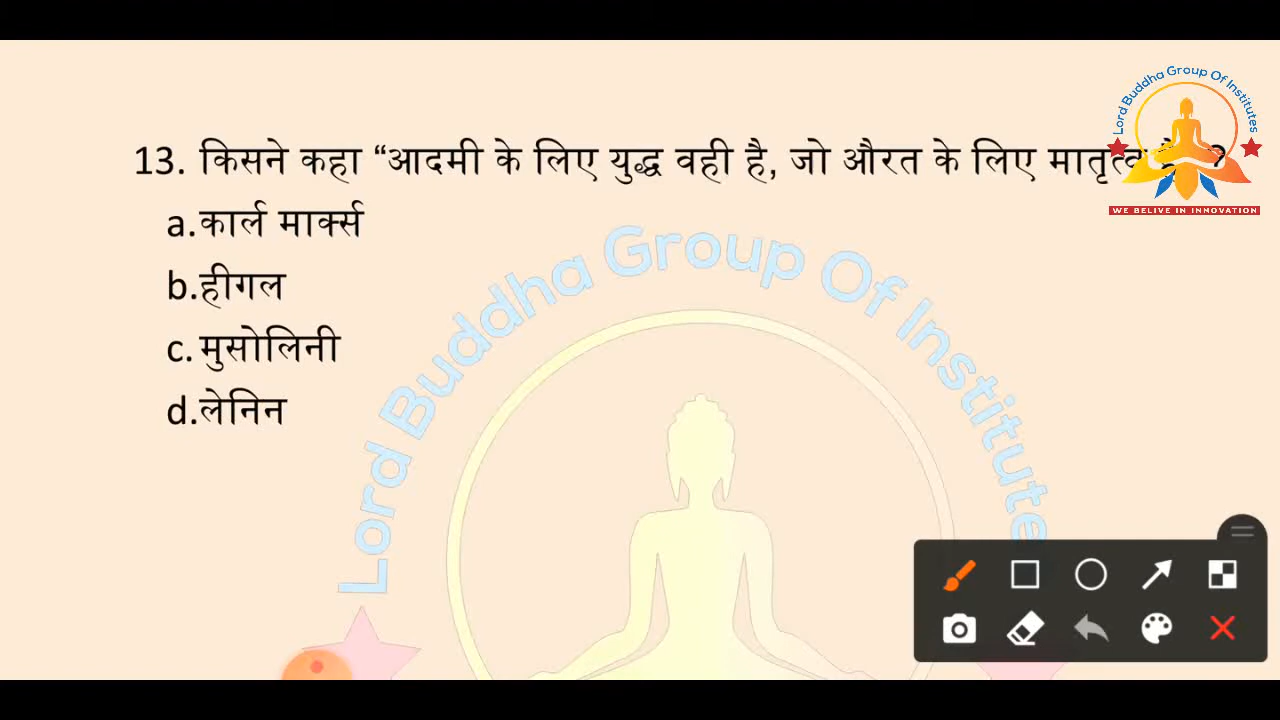 Lord Buddha Group Of Institutes
WE BELIVE IN INNOVATION
13. किसने कहा “आदमी के लिए युद्ध वही है, जो औरत के लिए मातृत्व ?
a.कार्ल मार्क्स
b.हीगल
c. मुसोलिनी
d.लेनिन
Lord Buddha Group Of Institute